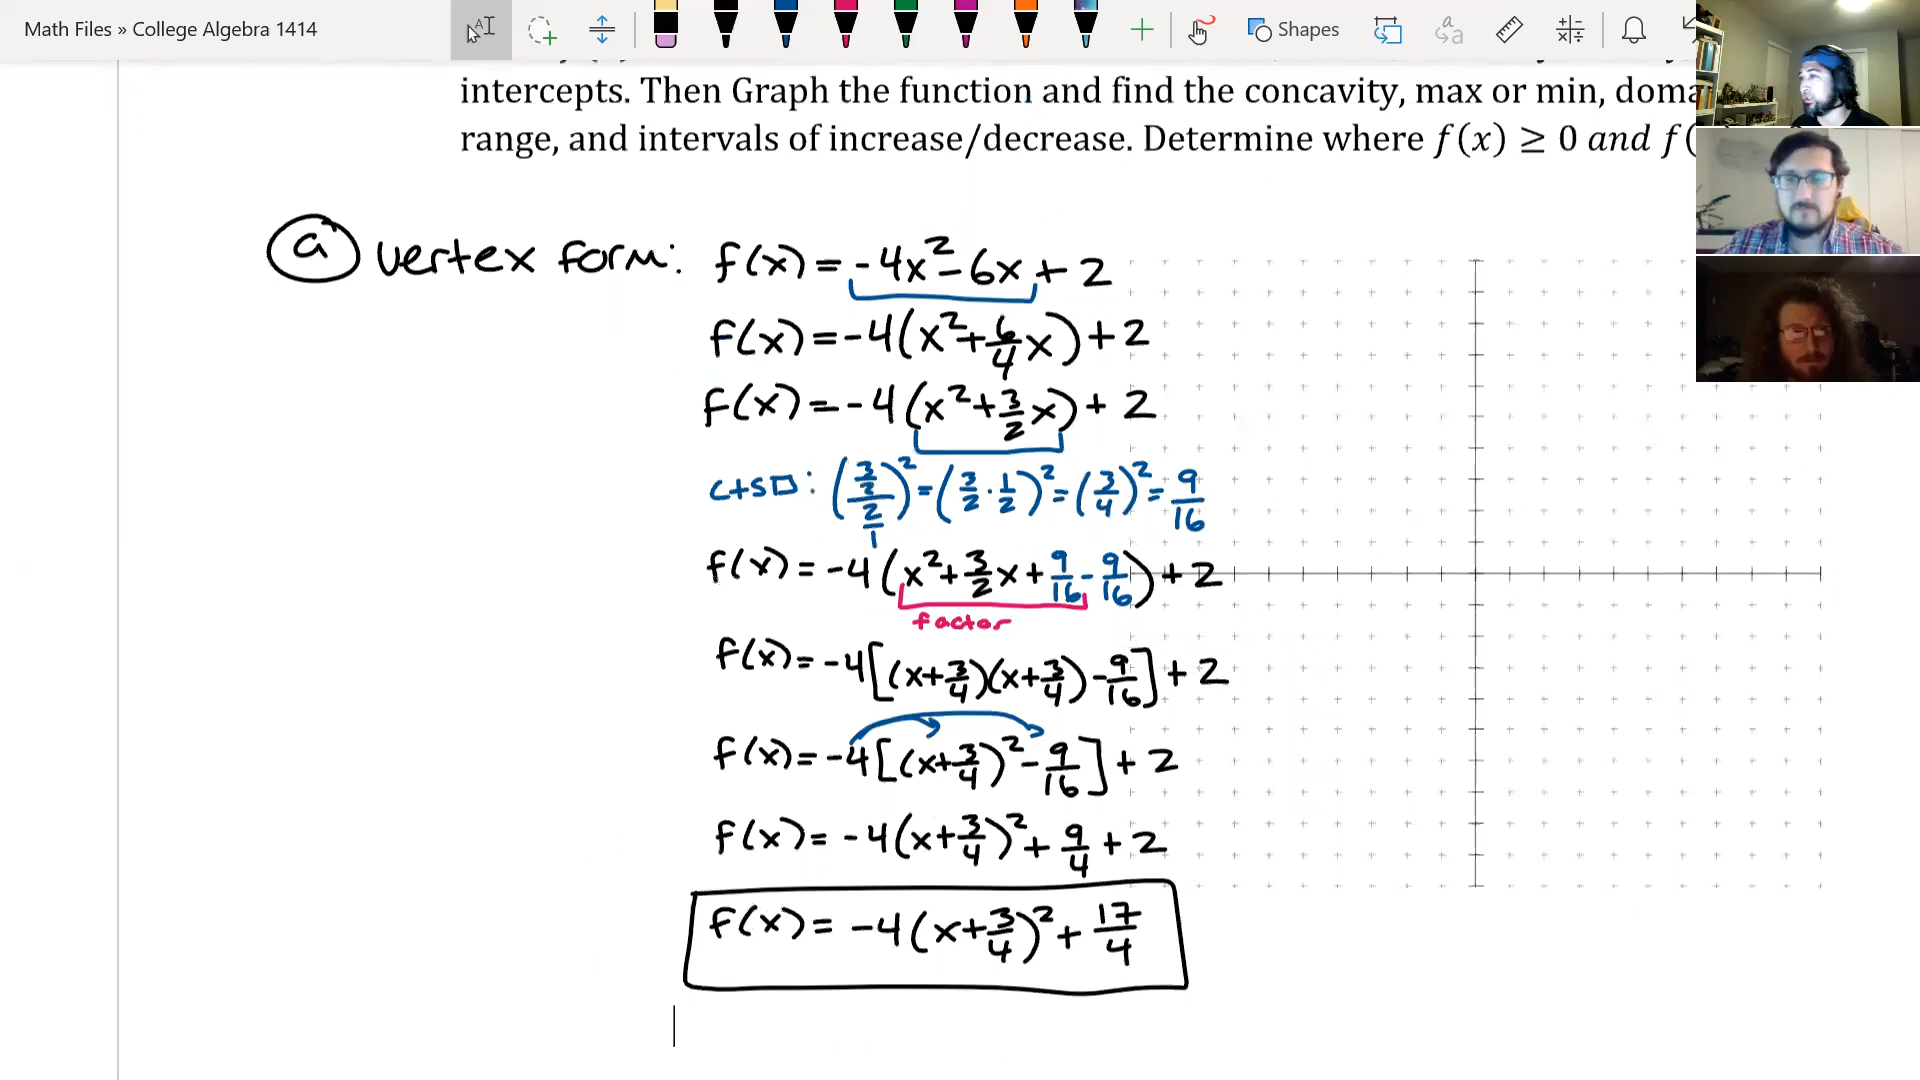 Math Files » College Algebra 1414
Shapes
intercepts. Then Graph the function and find the concavity, max or min,
range, and intervals of increase/decrease. Determine where f(x) ≥ 0 and f(
a vertex form: f(x) = -4x² - 6x + 2
f(x) = -4(x² + 6/4 x) + 2
f(x) = -4(x² + 3/2 x) + 2
CTS□: ((3/2)/(2/1))² = (3/2 · 1/2)² = (3/4)² = 9/16
f(x) = -4(x² + 3/2 x + 9/16 - 9/16) + 2
factor
f(x) = -4[(x + 3/4)(x + 3/4) - 9/16] + 2
f(x) = -4[(x + 3/4)² - 9/16] + 2
f(x) = -4(x + 3/4)² + 9/4 + 2
f(x) = -4(x + 3/4)² + 17/4